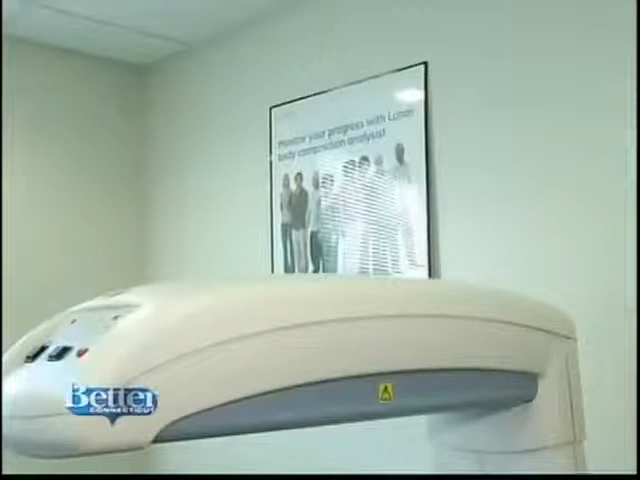 Monitor your progress with Lunar
body composition analysis!
Better
CONNECTICUT